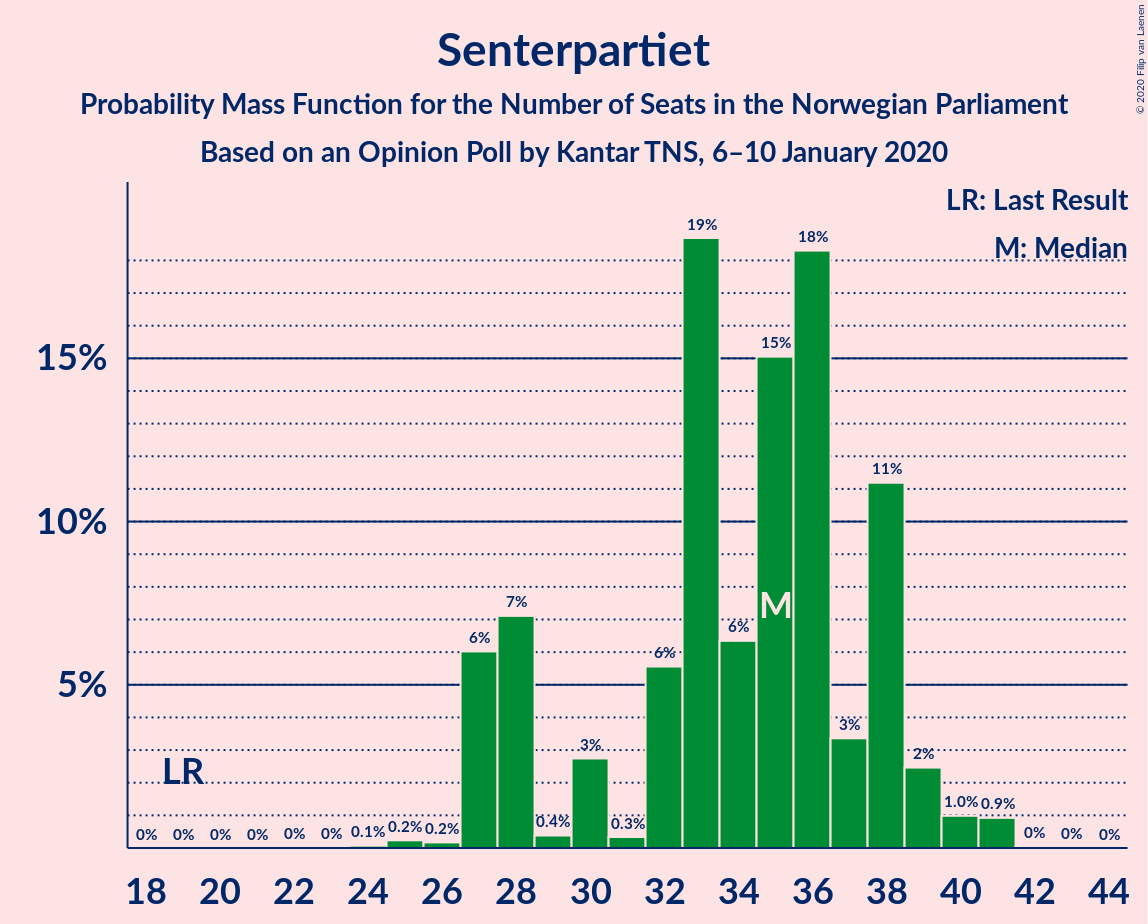 Senterpartiet
Probability Mass Function for the Number of Seats in the Norwegian Parliament
Based on an Opinion Poll by Kantar TNS, 6–10 January 2020
© 2020 Filip van Laenen
LR: Last Result
M: Median
15%
10%
5%
LR
M
0% 0% 0% 0% 0% 0% 0.1% 0.2% 0.2% 6% 7% 0.4% 3% 0.3% 6% 19% 6% 15% 18% 3% 11% 2% 1.0% 0.9% 0% 0% 0%
18 20 22 24 26 28 30 32 34 36 38 40 42 44